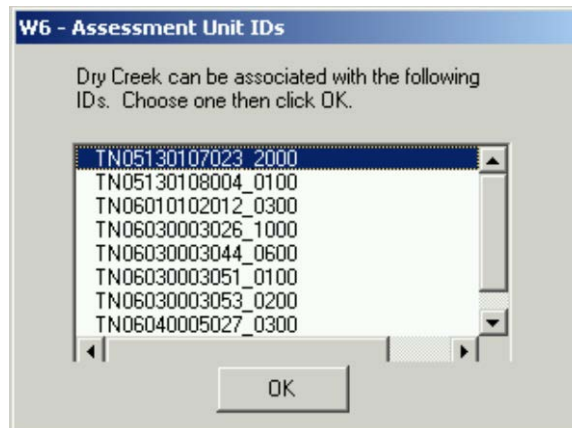 W6 - Assessment Unit IDs
Dry Creek can be associated with the following
IDs. Choose one then click OK.
TN05130107023_2000
TN05130108004_0100
TN06010102012_0300
TN06030003026_1000
TN06030003044_0600
TN06030003051_0100
TN06030003053_0200
TN06040005027_0300
OK